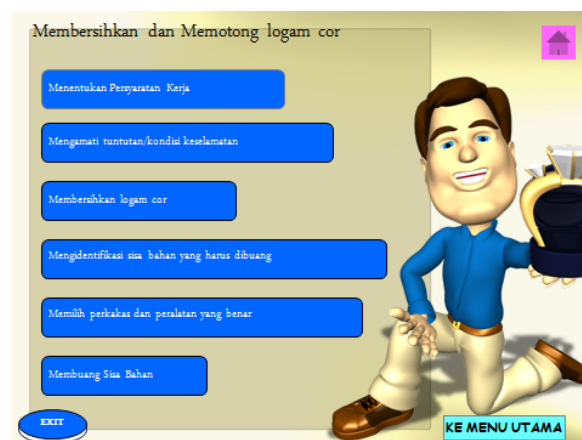 Membersihkan dan Memotong logam cor
Menentukan Persyaratan Kerja
Mengamati tuntutan/kondisi keselamatan
Membersihkan logam cor
Mengidentifikasi sisa bahan yang harus dibuang
Memilih perkakas dan peralatan yang benar
Membuang Sisa Bahan
EXIT
KE MENU UTAMA